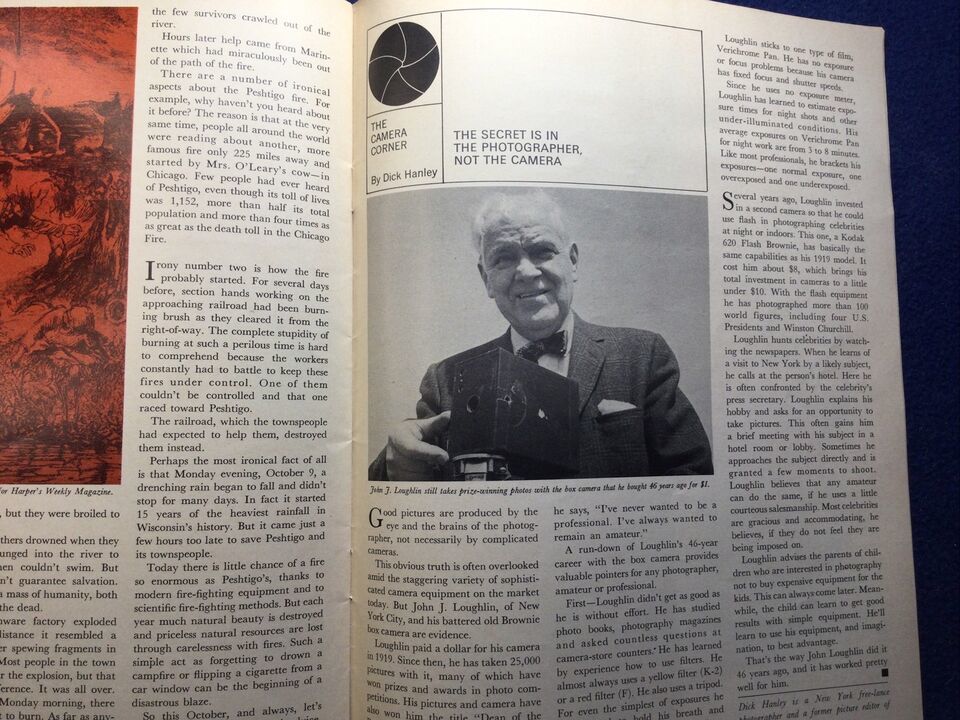 for Harper's Weekly Magazine.
, but they were broiled to
thers drowned when they
unged into the river to
en couldn't swim. But
n't guarantee salvation.
a mass of humanity, both
the dead.
ware factory exploded
distance it resembled a
er spewing fragments in
Most people in the town
r the explosion, but that
ference. It was all over.
Monday morning, there
t to burn. As far as any-
the few survivors crawled out of the
river.
Hours later help came from Marin-
ette which had miraculously been out
of the path of the fire.
There are a number of ironical
aspects about the Peshtigo fire. For
example, why haven't you heard about
it before? The reason is that at the very
same time, people all around the world
were reading about another, more
famous fire only 225 miles away and
started by Mrs. O'Leary's cow—in
Chicago. Few people had ever heard
of Peshtigo, even though its toll of lives
was 1,152, more than half its total
population and more than four times as
as great as the death toll in the Chicago
Fire.
Irony number two is how the fire
probably started. For several days
before, section hands working on the
approaching railroad had been burn-
ing brush as they cleared it from the
right-of-way. The complete stupidity of
burning at such a perilous time is hard
to comprehend because the workers
constantly had to battle to keep these
fires under control. One of them
couldn't be controlled and that one
raced toward Peshtigo.
The railroad, which the townspeople
had expected to help them, destroyed
them instead.
Perhaps the most ironical fact of all
is that Monday evening, October 9, a
drenching rain began to fall and didn't
stop for many days. In fact it started
15 years of the heaviest rainfall in
Wisconsin's history. But it came just a
few hours too late to save Peshtigo and
its townspeople.
Today there is little chance of a fire
so enormous as Peshtigo's, thanks to
modern fire-fighting equipment and to
scientific fire-fighting methods. But each
year much natural beauty is destroyed
and priceless natural resources are lost
through carelessness with fires. Such a
simple act as forgetting to drown a
campfire or flipping a cigarette from a
car window can be the beginning of a
disastrous blaze.
So this October, and always, let's
THE
CAMERA
CORNER
By Dick Hanley
THE SECRET IS IN
THE PHOTOGRAPHER,
NOT THE CAMERA
John J. Loughlin still takes prize-winning photos with the box camera that he bought 46 years ago for $1.
Good pictures are produced by the
eye and the brains of the photog-
rapher, not necessarily by complicated
cameras.
This obvious truth is often overlooked
amid the staggering variety of sophisti-
cated camera equipment on the market
today. But John J. Loughlin, of New
York City, and his battered old Brownie
box camera are evidence.
Loughlin paid a dollar for his camera
in 1919. Since then, he has taken 25,000
pictures with it, many of which have
won prizes and awards in photo com-
petitions. His pictures and camera have
also won him the title "Dean of the
he says, "I've never wanted to be a
professional. I've always wanted to
remain an amateur."
A run-down of Loughlin's 46-year
career with the box camera provides
valuable pointers for any photographer,
amateur or professional.
First—Loughlin didn't get as good as
he is without effort. He has studied
photo books, photography magazines
and asked countless questions at
camera-store counters. He has learned
by experience how to use filters. He
almost always uses a yellow filter (K-2)
or a red filter (F). He also uses a tripod.
For even the simplest of exposures he
hold his breath and
Loughlin sticks to one type of film,
Verichrome Pan. He has no exposure
or focus problems because his camera
has fixed focus and shutter speeds.
Since he uses no exposure meter,
Loughlin has learned to estimate expo-
sure times for night shots and other
under-illuminated conditions. His
average exposures on Verichrome Pan
for night work are from 3 to 8 minutes.
Like most professionals, he brackets his
exposures—one normal exposure, one
overexposed and one underexposed.
Several years ago, Loughlin invested
in a second camera so that he could
use flash in photographing celebrities
at night or indoors. This one, a Kodak
620 Flash Brownie, has basically the
same capabilities as his 1919 model. It
cost him about $8, which brings his
total investment in cameras to a little
under $10. With the flash equipment
he has photographed more than 100
world figures, including four U.S.
Presidents and Winston Churchill.
Loughlin hunts celebrities by watch-
ing the newspapers. When he learns of
a visit to New York by a likely subject,
he calls at the person's hotel. Here he
is often confronted by the celebrity's
press secretary. Loughlin explains his
hobby and asks for an opportunity to
take pictures. This often gains him
a brief meeting with his subject in a
hotel room or lobby. Sometimes he
approaches the subject directly and is
granted a few moments to shoot.
Loughlin believes that any amateur
can do the same, if he uses a little
courteous salesmanship. Most celebrities
are gracious and accommodating, he
believes, if they do not feel they are
being imposed on.
Loughlin advises the parents of chil-
dren who are interested in photography
not to buy expensive equipment for the
kids. This can always come later. Mean-
while, the child can learn to get good
results with simple equipment. He'll
learn to use his equipment, and imagi-
nation, to best advantage.
That's the way John Loughlin did it
46 years ago, and it has worked pretty
well for him.
Dick Hanley is a New York free-lance
photographer and a former picture editor of